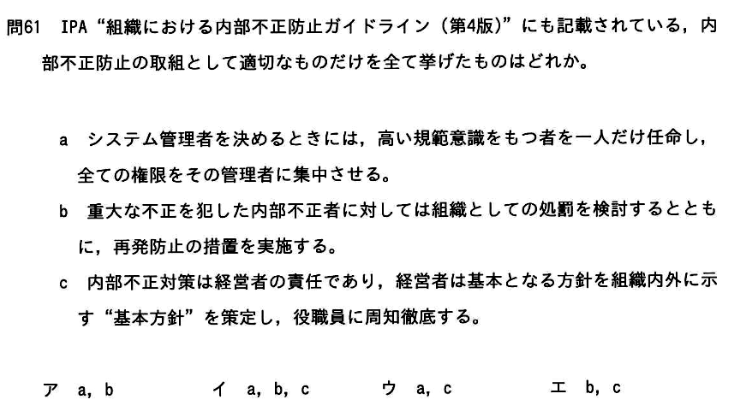 問61 IPA“組織における内部不正防止ガイドライン（第4版）”にも記載されている，内
部不正防止の取組として適切なものだけを全て挙げたものはどれか。
a システム管理者を決めるときには，高い規範意識をもつ者を一人だけ任命し，
全ての権限をその管理者に集中させる。
b 重大な不正を犯した内部不正者に対しては組織としての処罰を検討するととも
に，再発防止の措置を実施する。
c 内部不正対策は経営者の責任であり，経営者は基本となる方針を組織内外に示
す“基本方針”を策定し，役職員に周知徹底する。
ア a, b イ a, b, c ウ a, c エ b, c